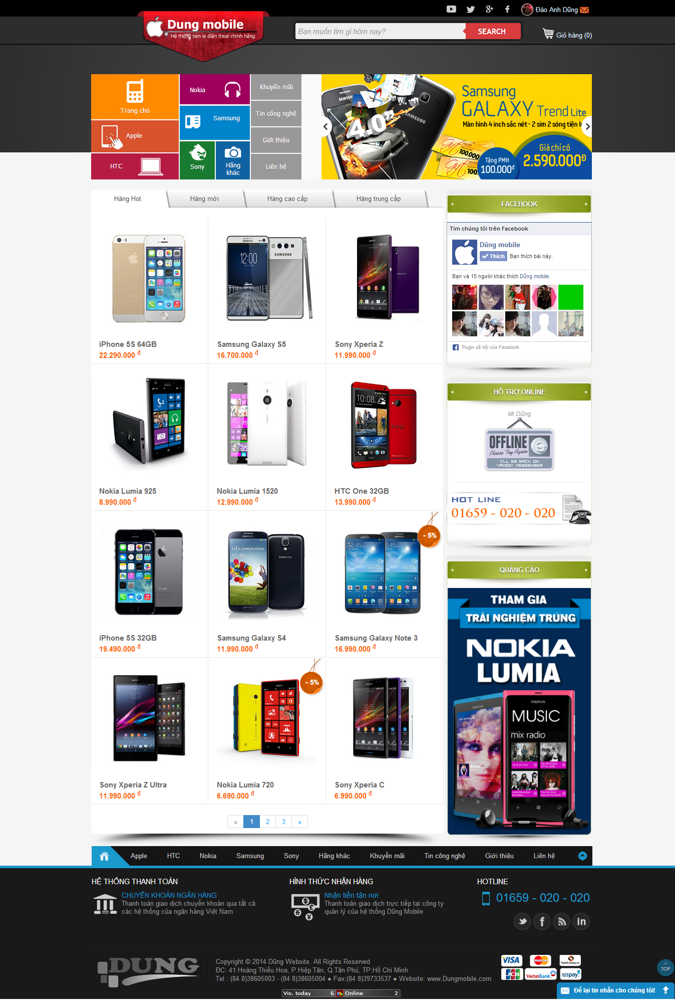 Đào Anh Dũng
Dung mobile
Hệ thống bán lẻ điện thoại chính hãng
Bạn muốn tìm gì hôm nay?
SEARCH
Giỏ hàng (0)
Trang chủ
Nokia
Khuyến mãi
Samsung
Tin công nghệ
Apple
Giới thiệu
HTC
Sony
Hãng khác
Liên hệ
SAMSUNG
SAMSUNG
4.0"
Samsung
GALAXY Trend Lite
Màn hình 4 inch sắc nét - 2 sim 2 sóng tiện
Gift
VOUCHER
100.000
Gift
VOUCHER
100.
Tặng PMH
100.000đ
Giá chỉ có
2.590.000Đ
Hàng Hot
Hàng mới
Hàng cao cấp
Hàng trung cấp
iPhone 5S 64GB
22.290.000 đ
Samsung Galaxy S5
16.700.000 đ
Sony Xperia Z
11.990.000 đ
Nokia Lumia 925
8.990.000 đ
Nokia Lumia 1520
12.990.000 đ
HTC One 32GB
13.990.000 đ
iPhone 5S 32GB
19.490.000 đ
Samsung Galaxy S4
11.990.000 đ
- 5%
Samsung Galaxy Note 3
16.990.000 đ
Sony Xperia Z Ultra
11.990.000 đ
- 5%
Nokia Lumia 720
6.690.000 đ
Sony Xperia C
6.990.000 đ
« 1 2 3 »
FACEBOOK
Tìm chúng tôi trên Facebook
Dũng mobile
Thích
Bạn thích bài này.
Bạn và 15 người khác thích Dũng mobile.
Plugin xã hội của Facebook
HỖ TRỢ ONLINE
Mr.Dũng
OFFLINE
Please Try Again
I'LL BE BACK ON
YAHOO! MESSENGER
HOT LINE
01659 - 020 - 020
QUẢNG CÁO
THAM GIA
TRẢI NGHIỆM TRÚNG
NOKIA
LUMIA
NOKIA
NOKIA
MUSIC
mix radio
Apple
HTC
Nokia
Samsung
Sony
Hãng khác
Khuyến mãi
Tin công nghệ
Giới thiệu
Liên hệ
HỆ THỐNG THANH TOÁN
CHUYỂN KHOẢN NGÂN HÀNG
Thanh toán giao dịch chuyển khoản qua tất cả
các hệ thống của ngân hàng Việt Nam
HÌNH THỨC NHẬN HÀNG
Nhận tiền tận nơi
Thanh toán giao dịch trực tiếp tại công ty
quản lý của hệ thống Dũng Mobile
HOTLINE
01659 - 020 - 020
DUNG
Copyright © 2014 Dũng Website. All Rights Reserved
ĐC: 41 Hoàng Thiều Hoa, P.Hiệp Tân, Q.Tân Phú, TP.Hồ Chí Minh
Tel : (84 8)38605003 - (84 8)38605004 ● Fax:(84 8)39733537 ● Website: www.Dungmobile.com
VISA
MasterCard
NgânLượng.vn
JCB
VietinBank
123pay
TOP
Để lại tin nhắn cho chúng tôi!
Vis. today 6
Online 2